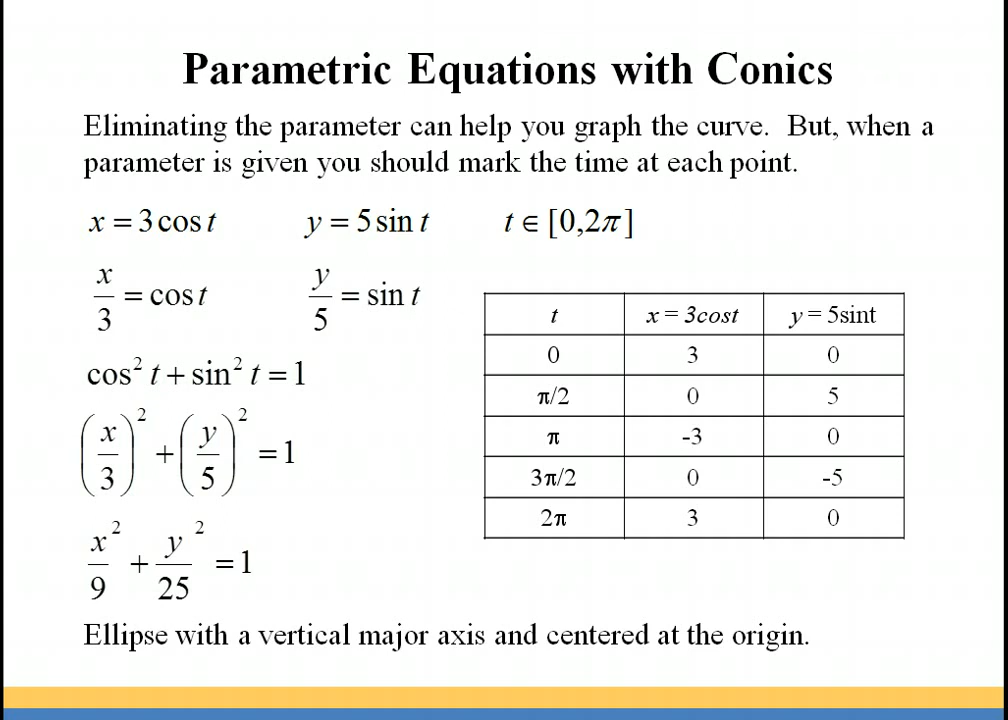 Parametric Equations with Conics
Eliminating the parameter can help you graph the curve. But, when a
parameter is given you should mark the time at each point.
x = 3 cos t y = 5 sin t t ∈ [0,2π]
x/3 = cos t y/5 = sin t
cos² t + sin² t = 1
(x/3)² + (y/5)² = 1
x²/9 + y²/25 = 1
t x = 3cost y = 5sint
0 3 0
π/2 0 5
π -3 0
3π/2 0 -5
2π 3 0
Ellipse with a vertical major axis and centered at the origin.